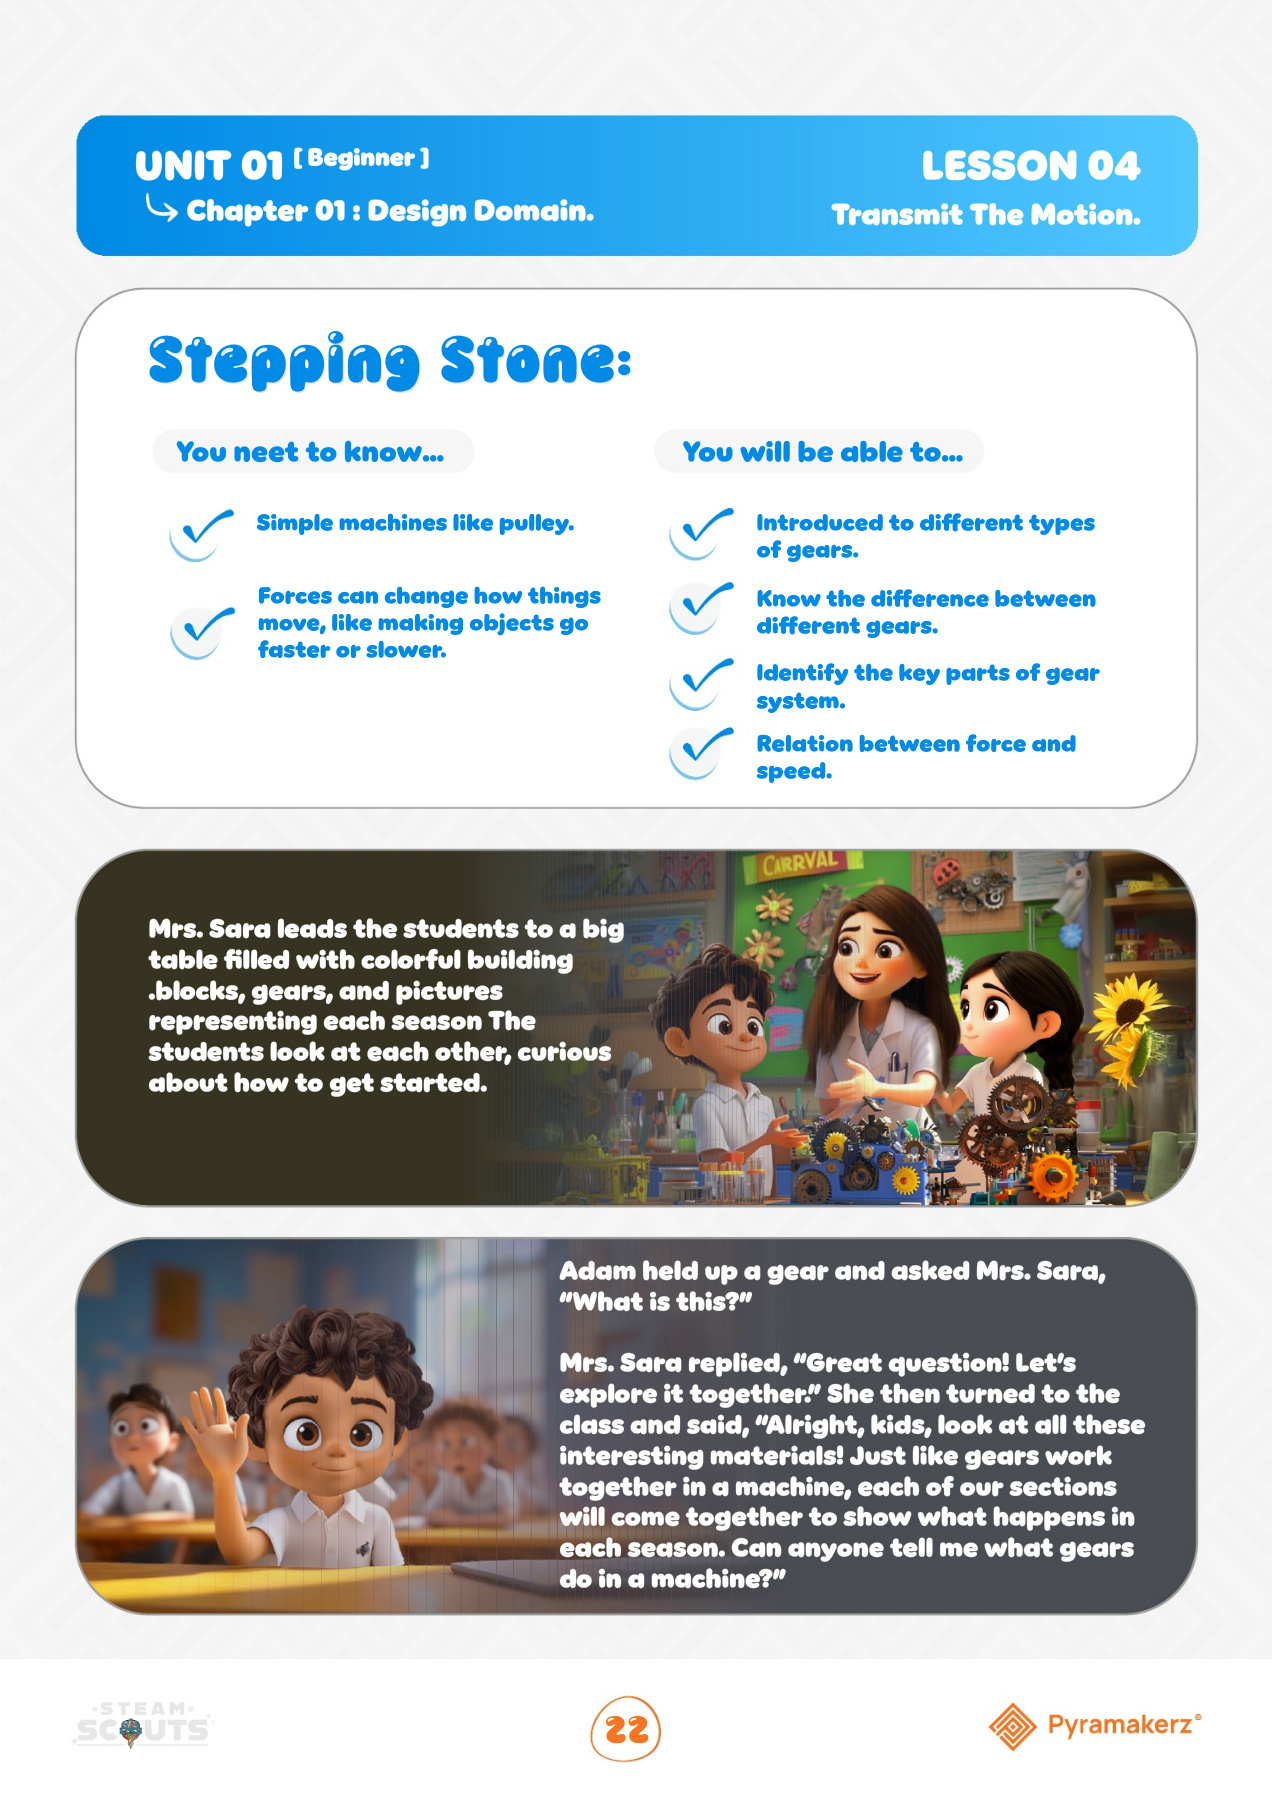 UNIT 01 [ Beginner ]
Chapter 01 : Design Domain.
LESSON 04
Transmit The Motion.
Stepping Stone:
You neet to know...
Simple machines like pulley.
Forces can change how things
move, like making objects go
faster or slower.
You will be able to...
Introduced to different types
of gears.
Know the difference between
different gears.
Identify the key parts of gear
system.
Relation between force and
speed.
CARRVAL
Mrs. Sara leads the students to a big
table filled with colorful building
.blocks, gears, and pictures
representing each season The
students look at each other, curious
about how to get started.
Adam held up a gear and asked Mrs. Sara,
“What is this?”
Mrs. Sara replied, “Great question! Let’s
explore it together.” She then turned to the
class and said, “Alright, kids, look at all these
interesting materials! Just like gears work
together in a machine, each of our sections
will come together to show what happens in
each season. Can anyone tell me what gears
do in a machine?”
STEAM
SCOUTS
22
Pyramakerz®